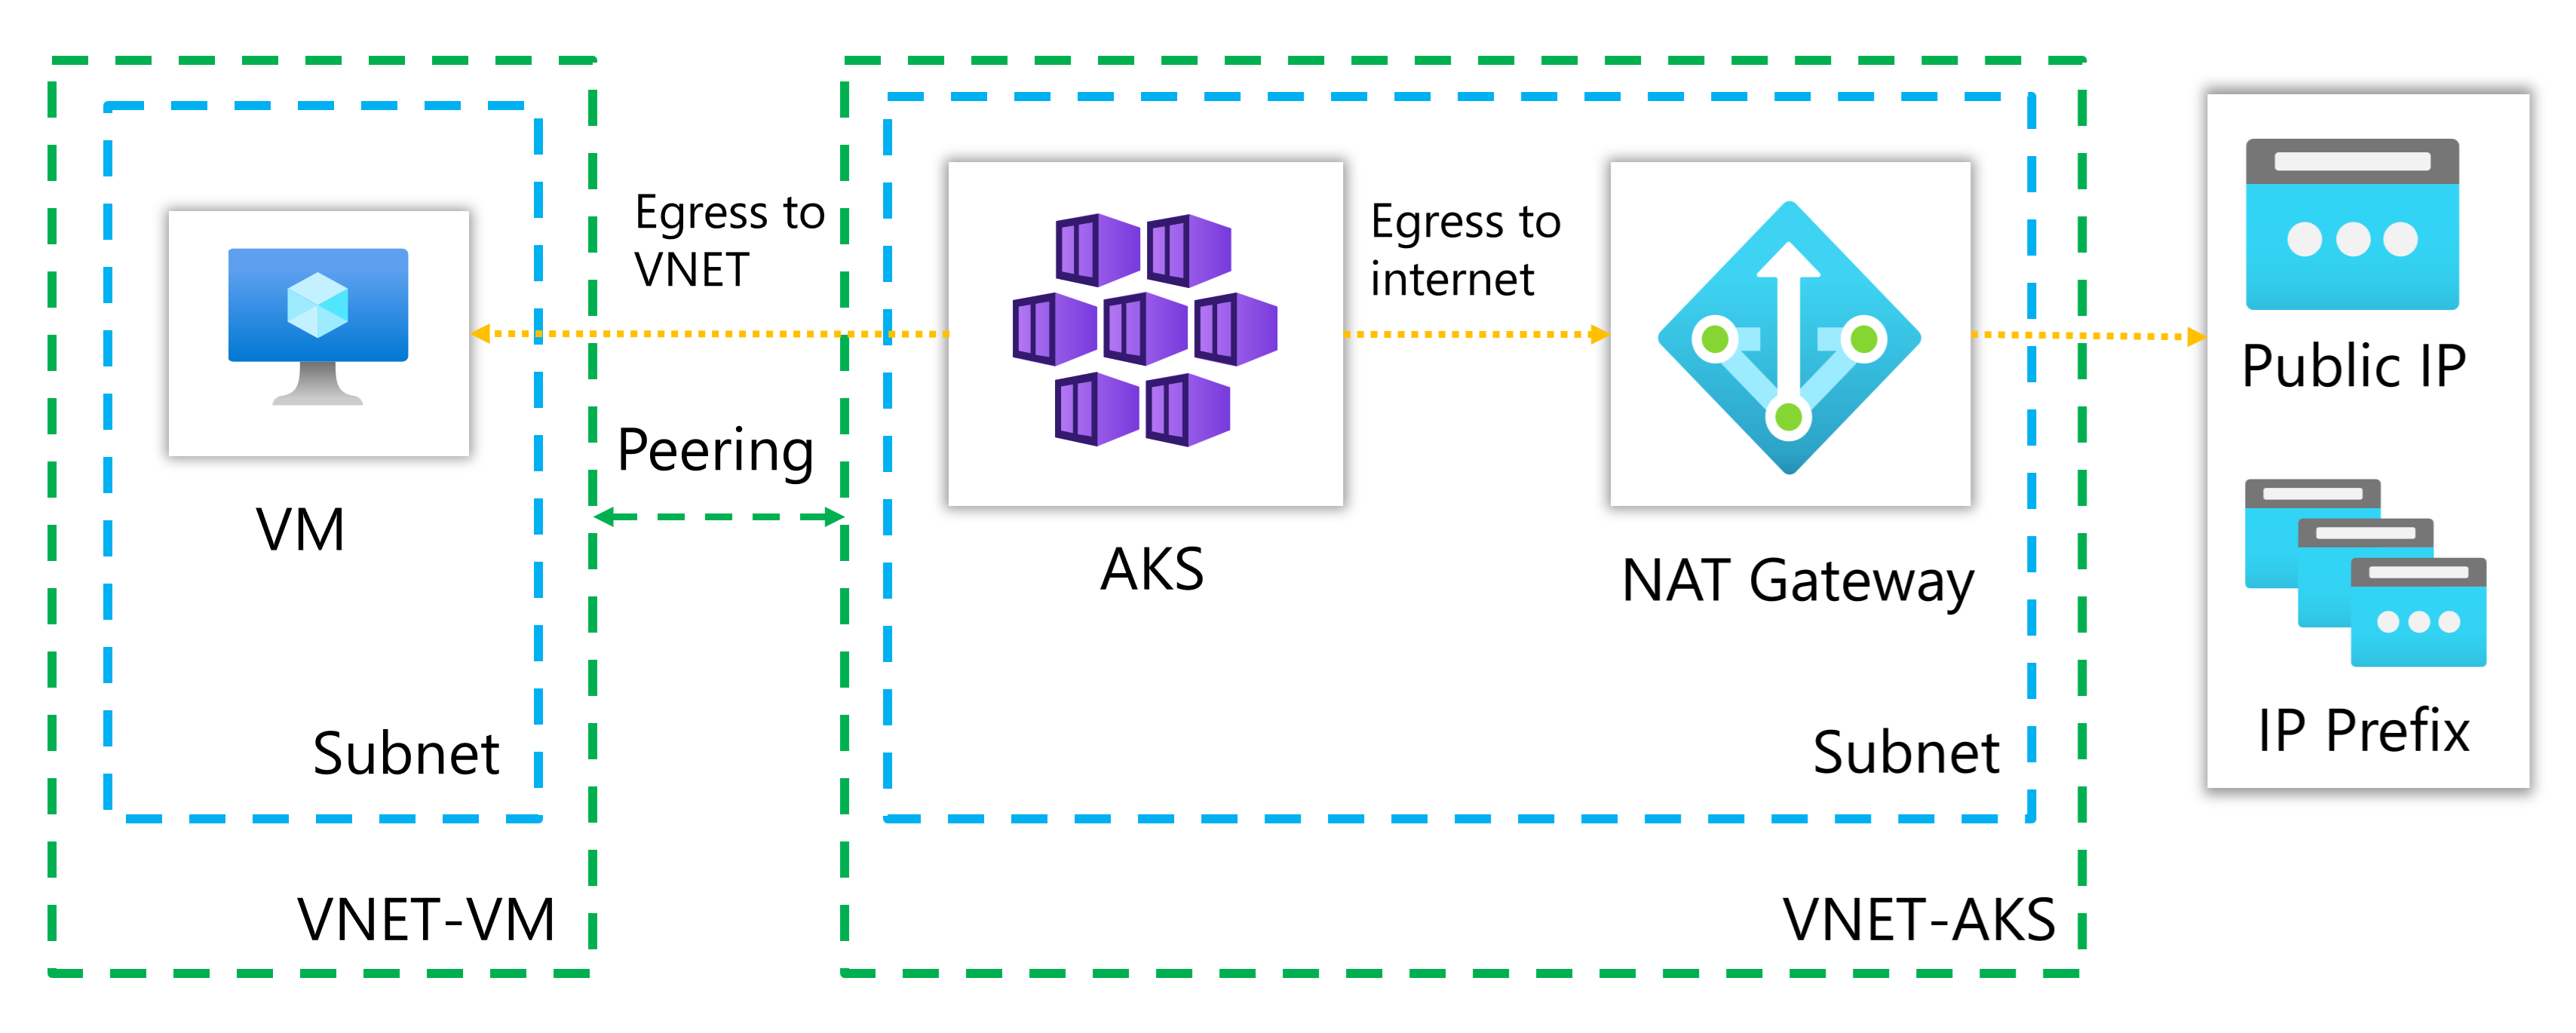 Egress to
VNET
Egress to
internet
Public IP
Peering
VM
AKS
NAT Gateway
IP Prefix
Subnet
Subnet
VNET-VM
VNET-AKS